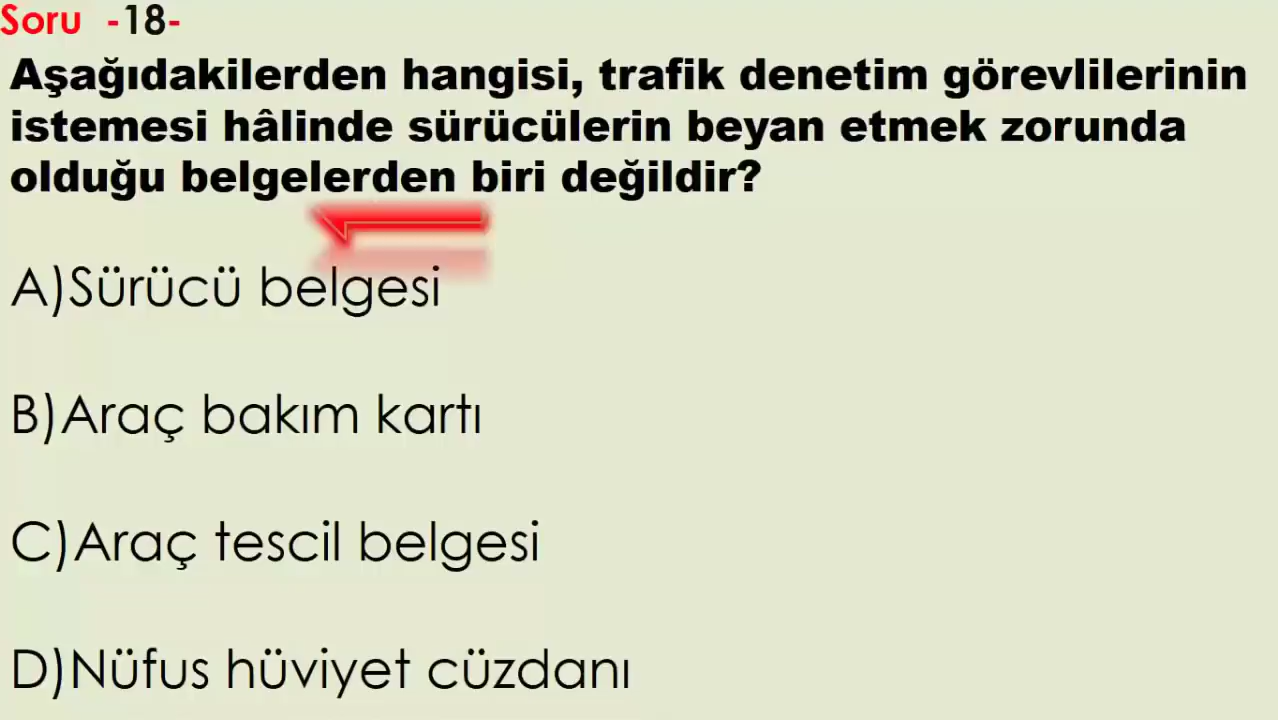 Soru -18-
Aşağıdakilerden hangisi, trafik denetim görevlilerinin
istemesi hâlinde sürücülerin beyan etmek zorunda
olduğu belgelerden biri değildir?
A)Sürücü belgesi
B)Araç bakım kartı
C)Araç tescil belgesi
D)Nüfus hüviyet cüzdanı